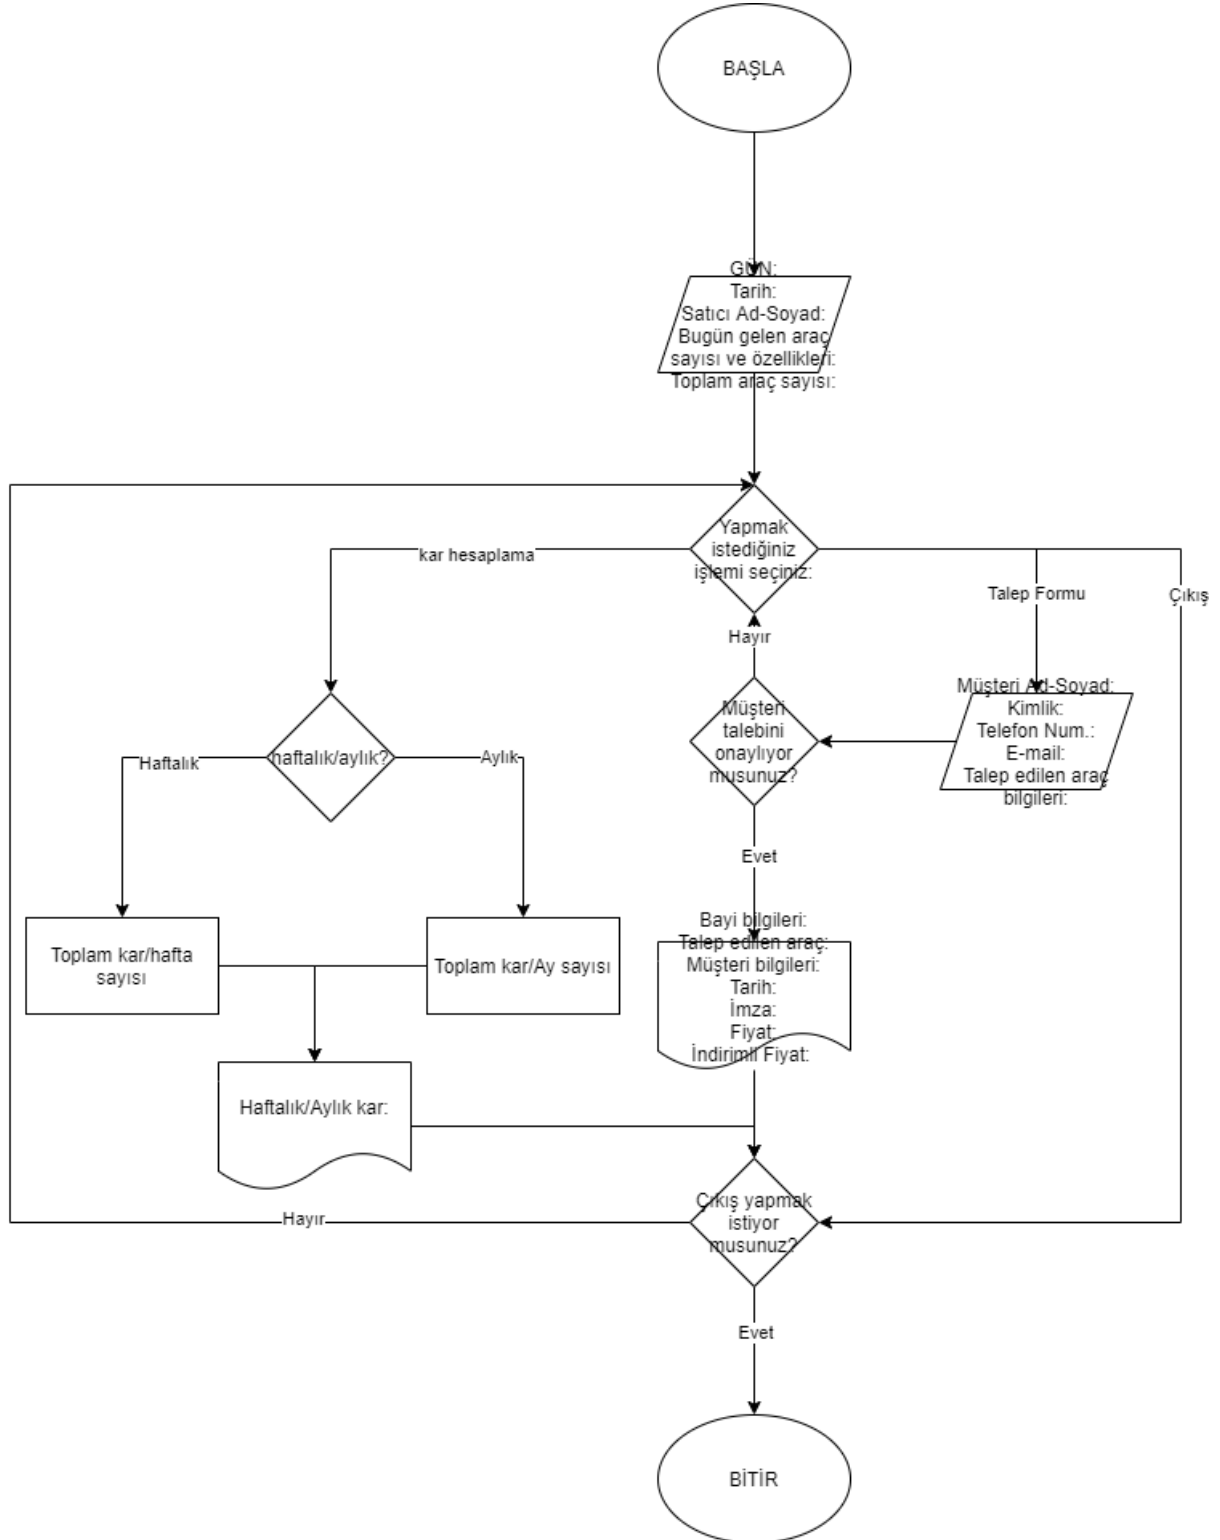 BAŞLA
GÜN:
Tarih:
Satıcı Ad-Soyad:
Bugün gelen araç
sayısı ve özellikleri:
Toplam araç sayısı:
Yapmak
istediğiniz
işlemi seçiniz:
kar hesaplama
Talep Formu
Çıkış
Hayır
Müşteri Ad-Soyad:
Kimlik:
Telefon Num.:
E-mail:
Talep edilen araç
bilgileri:
Müşteri
talebini
onaylıyor
musunuz?
haftalık/aylık?
Haftalık
Aylık
Evet
Toplam kar/hafta
sayısı
Toplam kar/Ay sayısı
Bayi bilgileri:
Talep edilen araç:
Müşteri bilgileri:
Tarih:
İmza:
Fiyat:
İndirimli Fiyat:
Haftalık/Aylık kar:
Çıkış yapmak
istiyor
musunuz?
Hayır
Evet
BİTİR